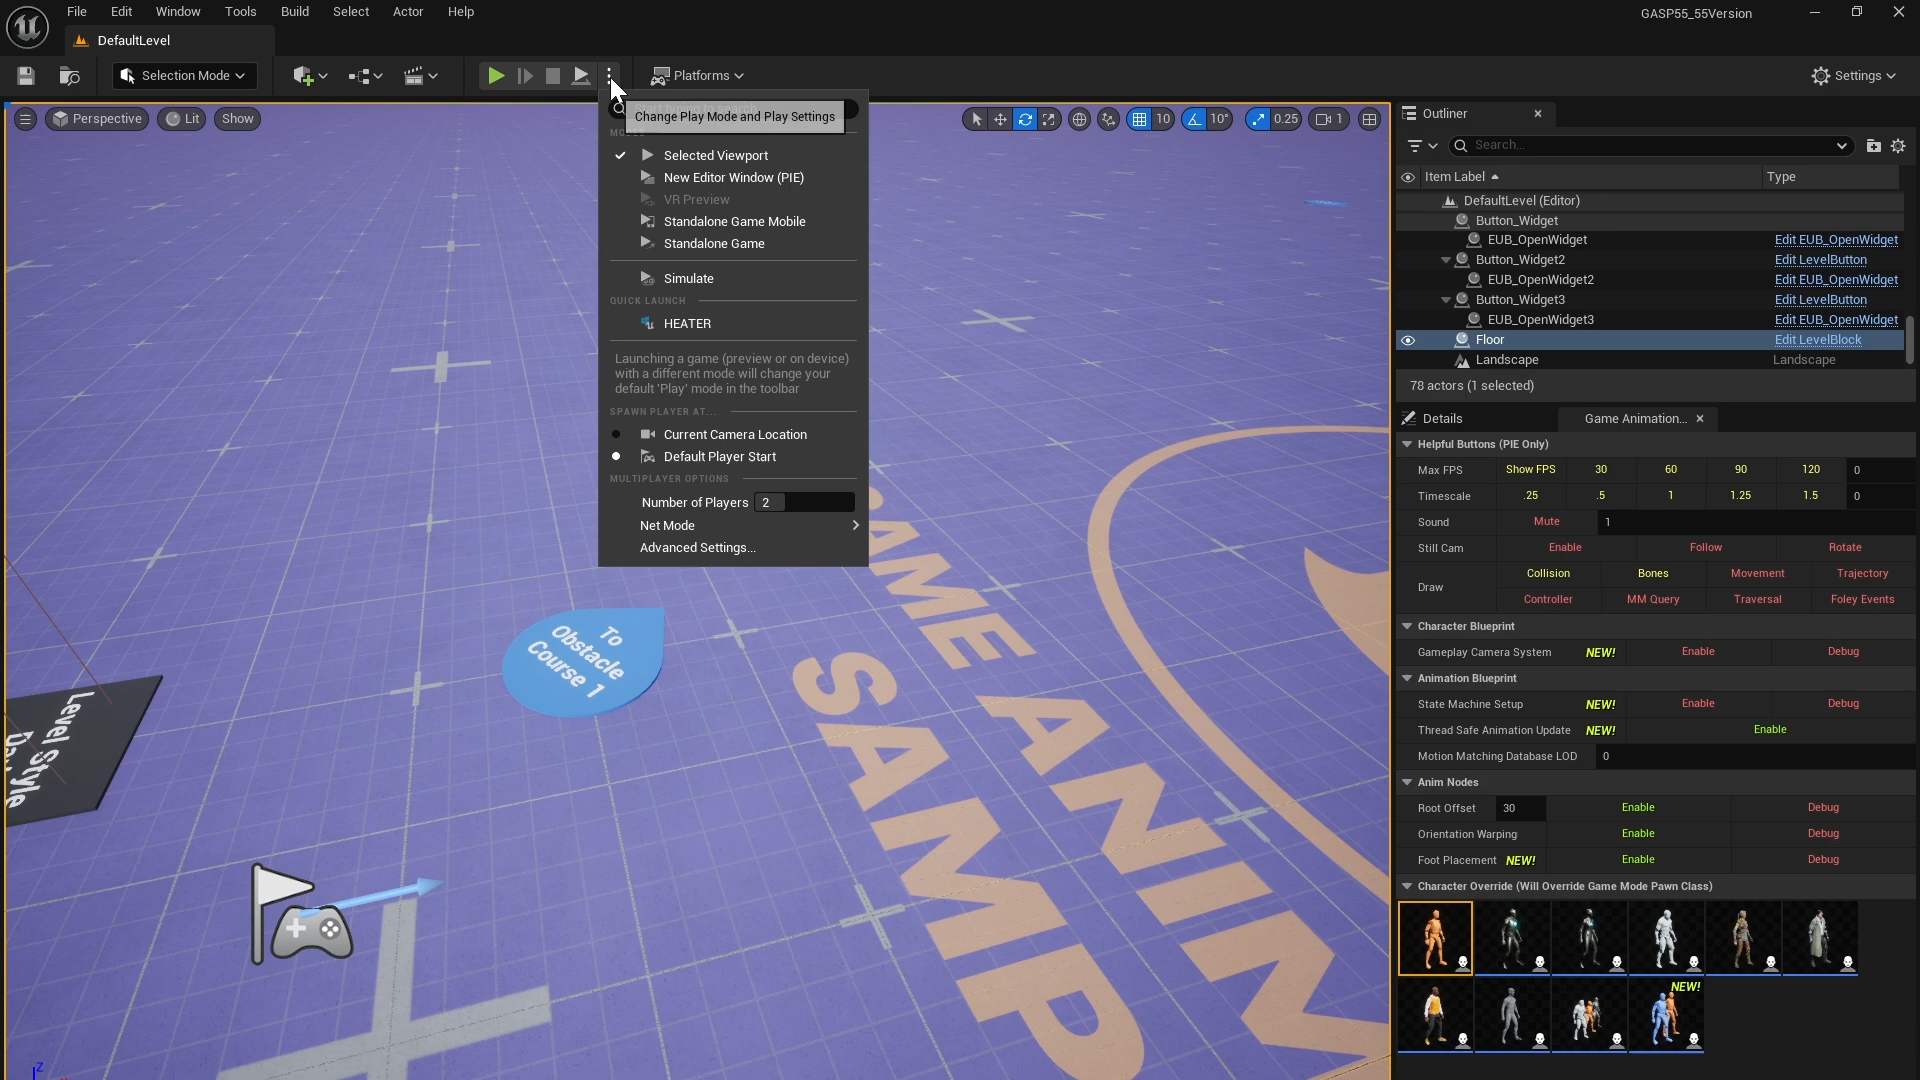 File Edit Window Tools Build Select Actor Help
GASP55_55Version
DefaultLevel
Selection Mode
Platforms
Settings
Perspective Lit Show
Change Play Mode and Play Settings
Selected Viewport
New Editor Window (PIE)
VR Preview
Standalone Game Mobile
Standalone Game
Simulate
QUICK LAUNCH
HEATER
Launching a game (preview or on device)
with a different mode will change your
default 'Play' mode in the toolbar
SPAWN PLAYER AT...
Current Camera Location
Default Player Start
MULTIPLAYER OPTIONS
Number of Players 2
Net Mode
Advanced Settings...
10 10° 0.25 1
To
Obstacle
Course 1
Level Style
GAME ANIM
SAMP
Z
Outliner
Search...
Item Label Type
DefaultLevel (Editor)
Button_Widget
EUB_OpenWidget Edit EUB_OpenWidget
Button_Widget2 Edit LevelButton
EUB_OpenWidget2 Edit EUB_OpenWidget
Button_Widget3 Edit LevelButton
EUB_OpenWidget3 Edit EUB_OpenWidget
Floor Edit LevelBlock
Landscape Landscape
78 actors (1 selected)
Details Game Animation...
Helpful Buttons (PIE Only)
Max FPS Show FPS 30 60 90 120 0
Timescale .25 .5 1 1.25 1.5 0
Sound Mute 1
Still Cam Enable Follow Rotate
Draw Collision Bones Movement Trajectory
Controller MM Query Traversal Foley Events
Character Blueprint
Gameplay Camera System NEW! Enable Debug
Animation Blueprint
State Machine Setup NEW! Enable Debug
Thread Safe Animation Update NEW! Enable
Motion Matching Database LOD 0
Anim Nodes
Root Offset 30 Enable Debug
Orientation Warping Enable Debug
Foot Placement NEW! Enable Debug
Character Override (Will Override Game Mode Pawn Class)
NEW!